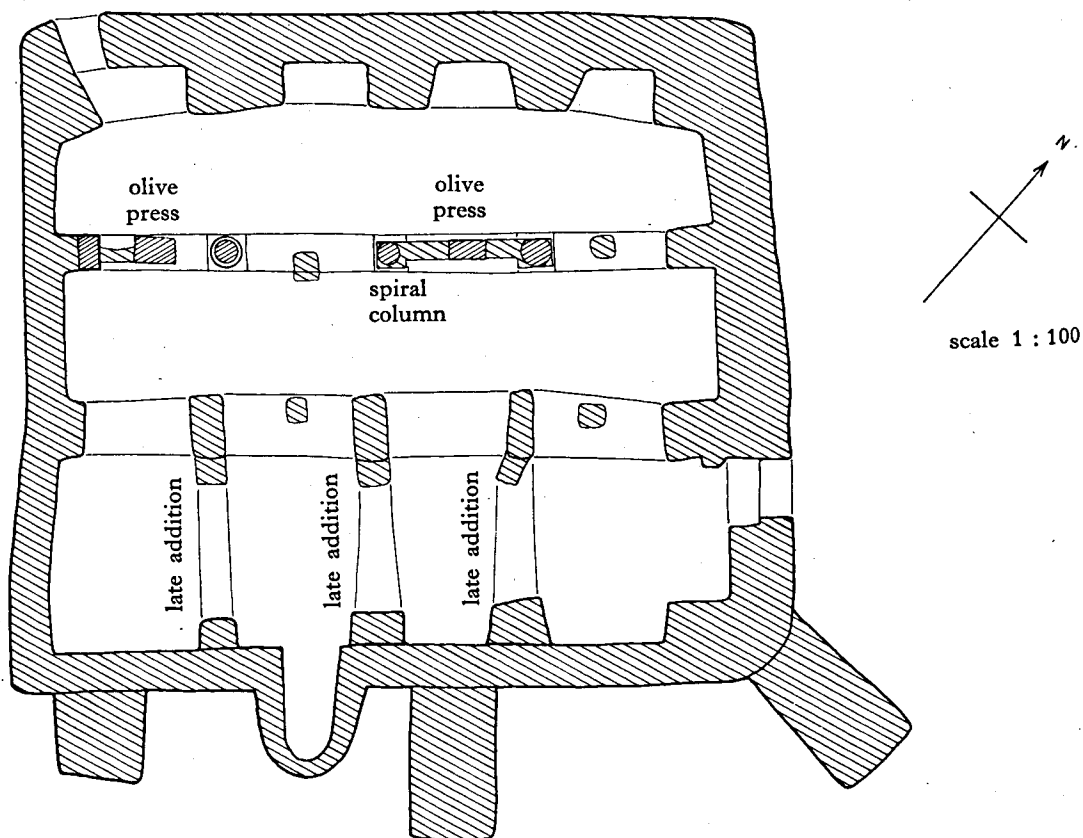 olive
press
olive
press
N.
spiral
column
scale 1 : 100
late addition
late addition
late addition